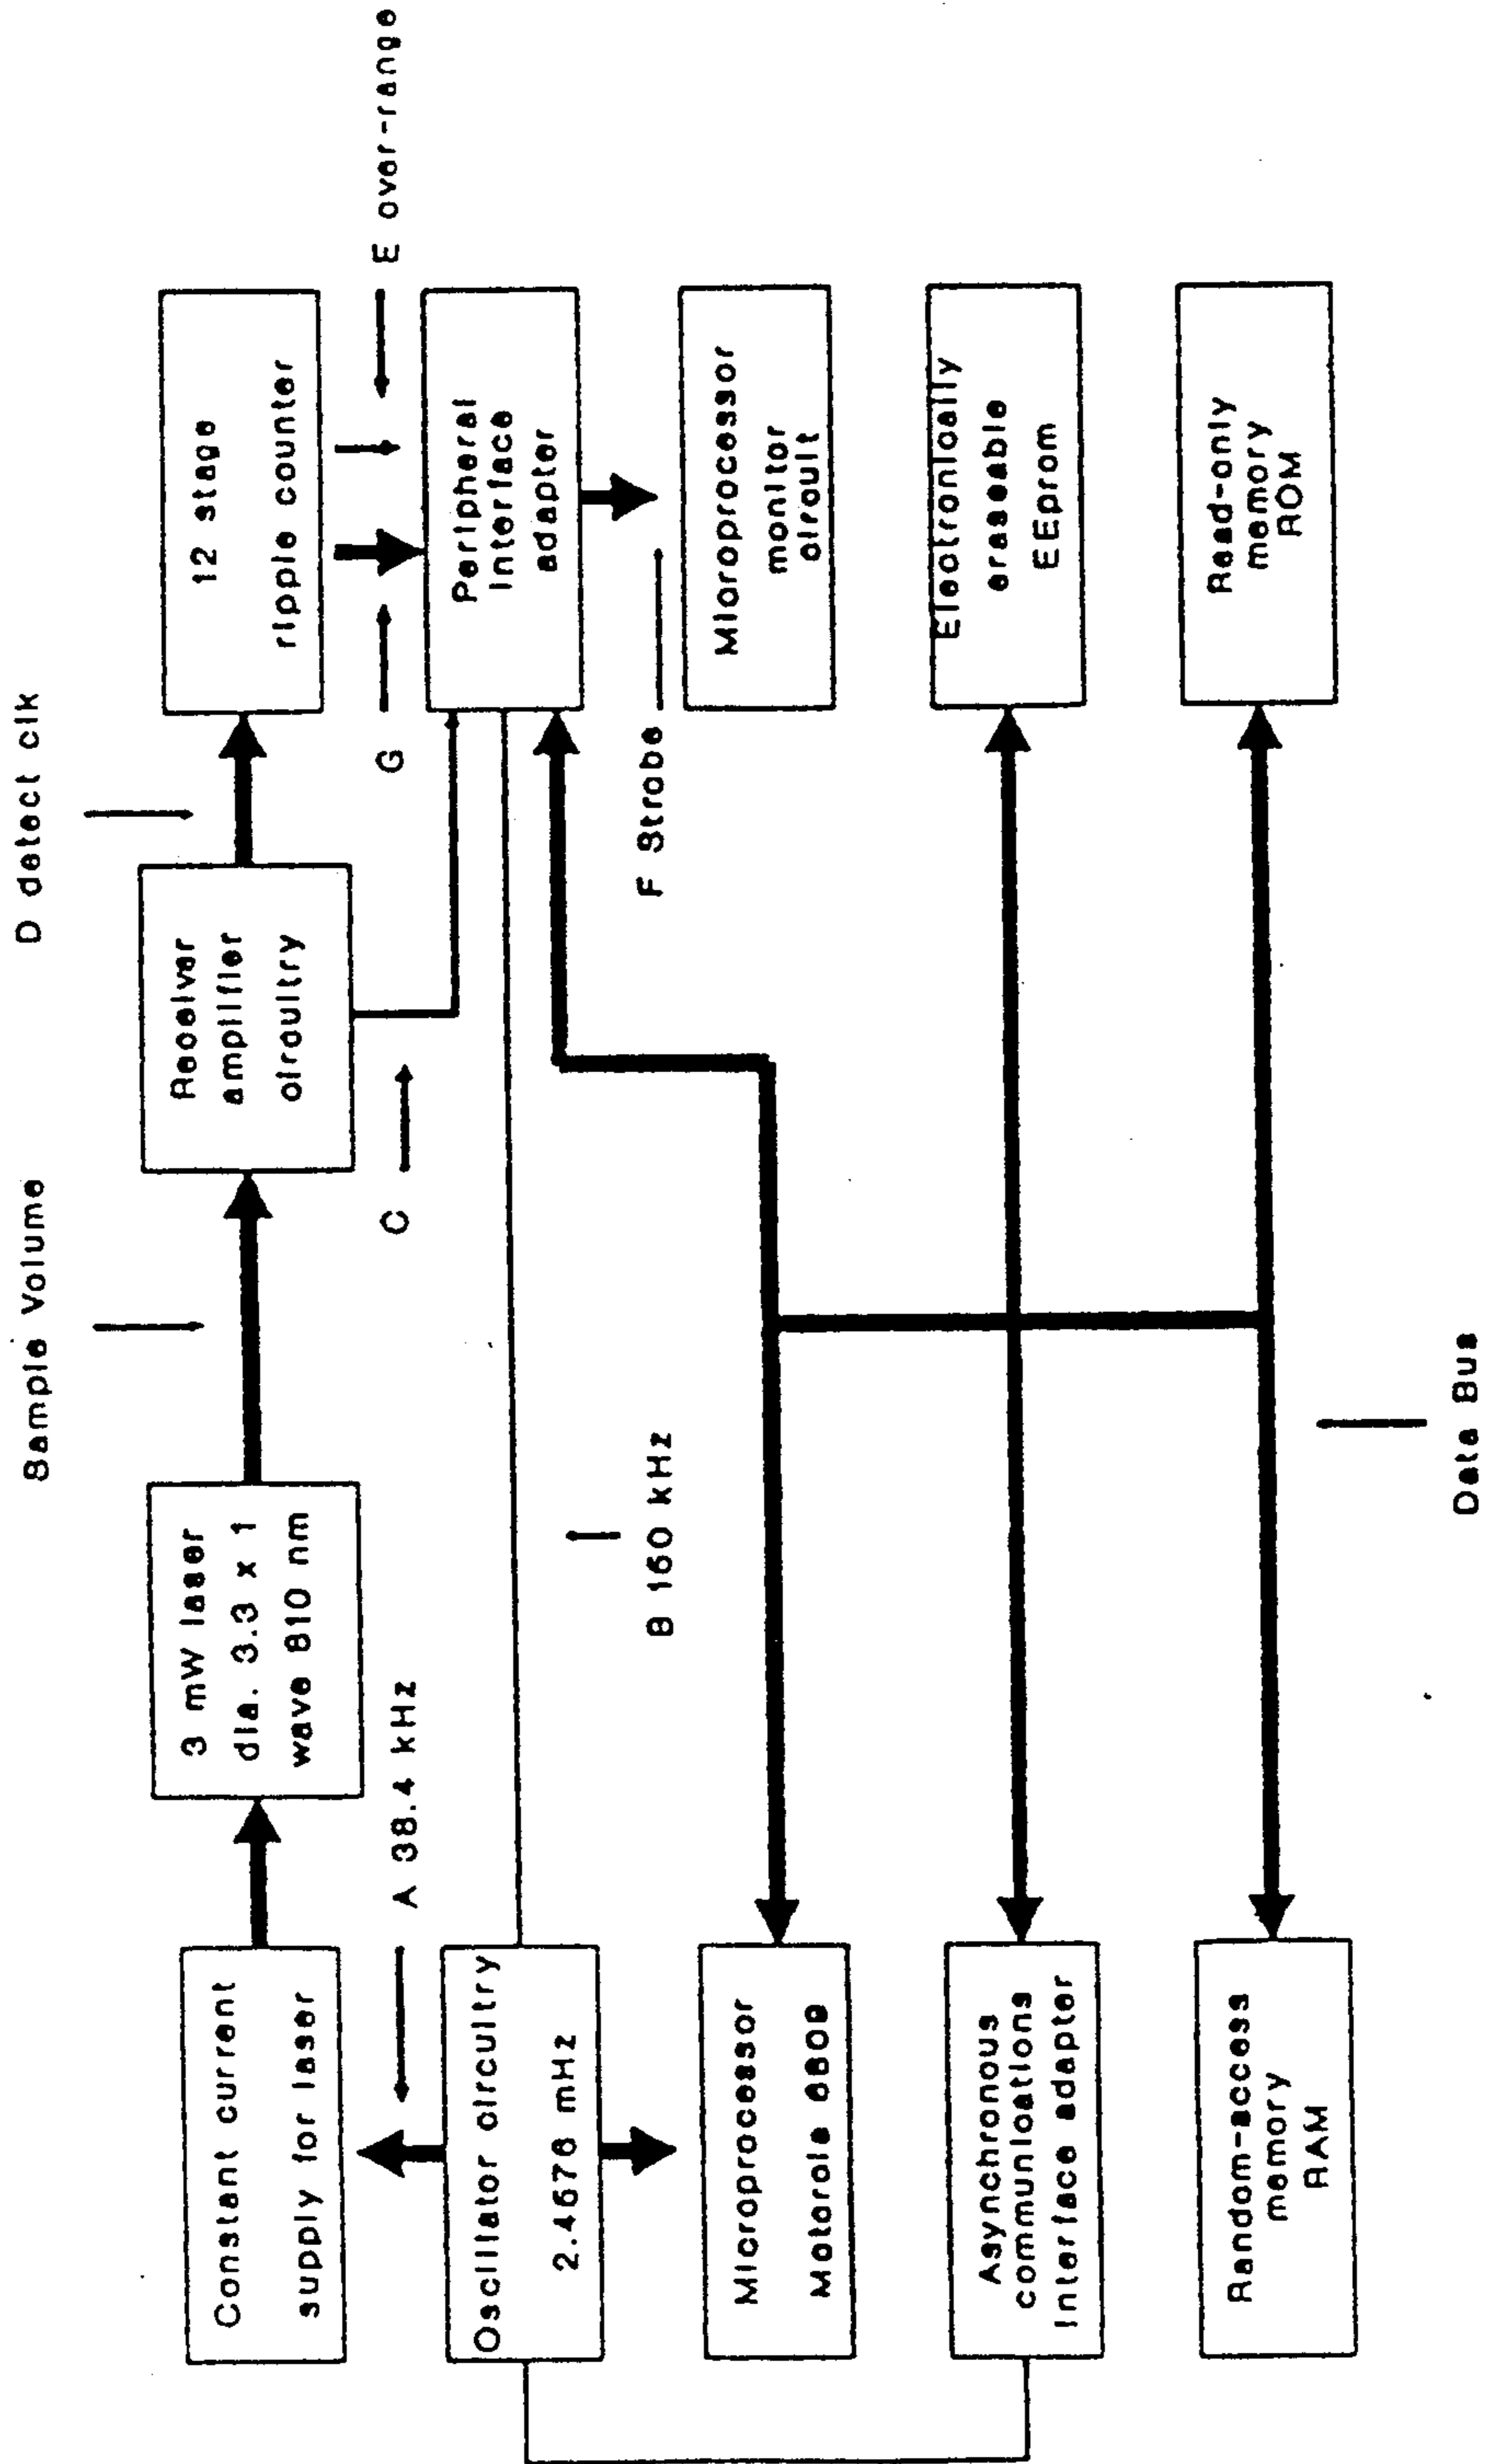 Sample Volume
D detect clk
Constant current
supply for laser
3 mW laser
dia. 3.3 x 1
wave 810 nm
Receiver
amplifier
circuitry
12 stage
ripple counter
A 38.4 kHz
C
G
E over-range
Oscillator circuitry
2.4576 mHz
Peripheral
Interface
adapter
B 160 kHz
F Strobe
Microprocessor
Motorola 6809
Microprocessor
monitor
circuit
Asynchronous
communications
Interface adapter
Electronically
eraseable
EEprom
Random-access
memory
RAM
Read-only
memory
ROM
Data Bus